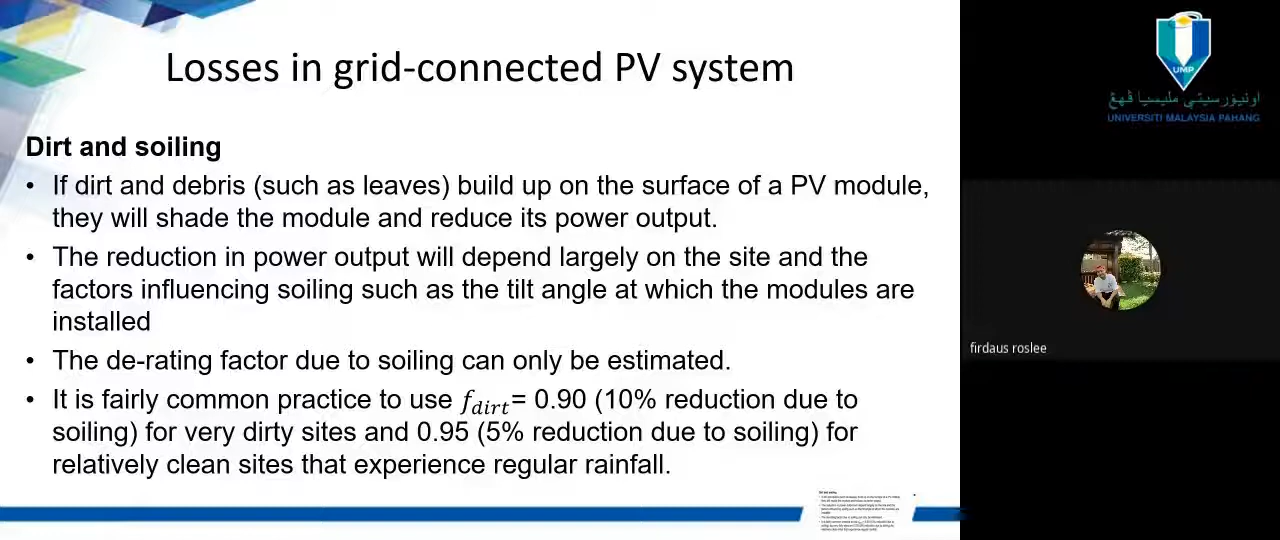 Losses in grid-connected PV system
Dirt and soiling
• If dirt and debris (such as leaves) build up on the surface of a PV module,
they will shade the module and reduce its power output.
• The reduction in power output will depend largely on the site and the
factors influencing soiling such as the tilt angle at which the modules are
installed
• The de-rating factor due to soiling can only be estimated.
• It is fairly common practice to use f_dirt= 0.90 (10% reduction due to
soiling) for very dirty sites and 0.95 (5% reduction due to soiling) for
relatively clean sites that experience regular rainfall.
UMP
اونيۏرسيتي مليسيا ڤهڠ
UNIVERSITI MALAYSIA PAHANG
firdaus roslee